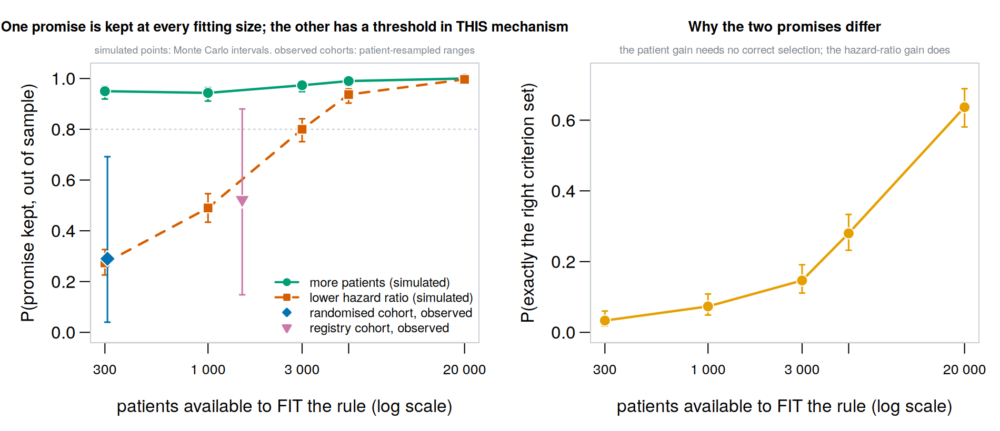 One promise is kept at every fitting size; the other has a threshold in THIS mechanism
simulated points: Monte Carlo intervals. observed cohorts: patient-resampled ranges
P(promise kept, out of sample)
1.0
0.8
0.6
0.4
0.2
0.0
more patients (simulated)
lower hazard ratio (simulated)
randomised cohort, observed
registry cohort, observed
300
1 000
3 000
20 000
patients available to FIT the rule (log scale)
Why the two promises differ
the patient gain needs no correct selection; the hazard-ratio gain does
P(exactly the right criterion set)
0.6
0.4
0.2
0.0
300
1 000
3 000
20 000
patients available to FIT the rule (log scale)